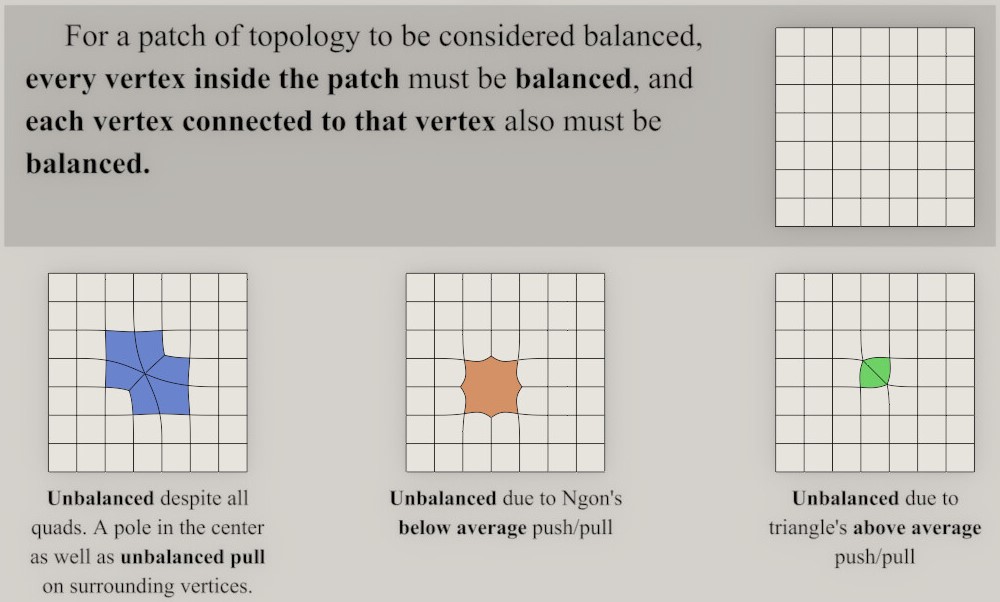 For a patch of topology to be considered balanced,
every vertex inside the patch must be balanced, and
each vertex connected to that vertex also must be
balanced.
Unbalanced despite all
quads. A pole in the center
as well as unbalanced pull
on surrounding vertices.
Unbalanced due to Ngon's
below average push/pull
Unbalanced due to
triangle's above average
push/pull